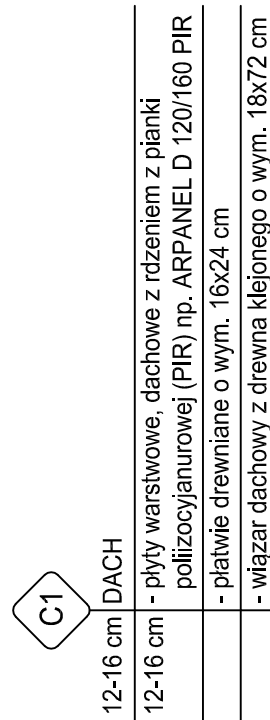 C1
12-16 cm DACH
12-16 cm - płyty warstwowe, dachowe z rdzeniem z pianki
poliizocyjanurowej (PIR) np. ARPANEL D 120/160 PIR
- płatwie drewniane o wym. 16x24 cm
- wiązar dachowy z drewna klejonego o wym. 18x72 cm